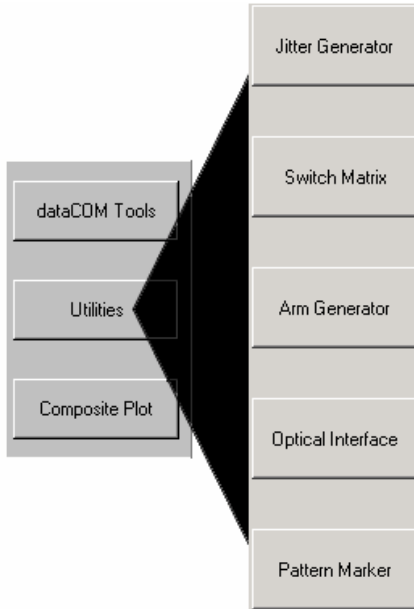 dataCOM Tools
Utilities
Composite Plot
Jitter Generator
Switch Matrix
Arm Generator
Optical Interface
Pattern Marker